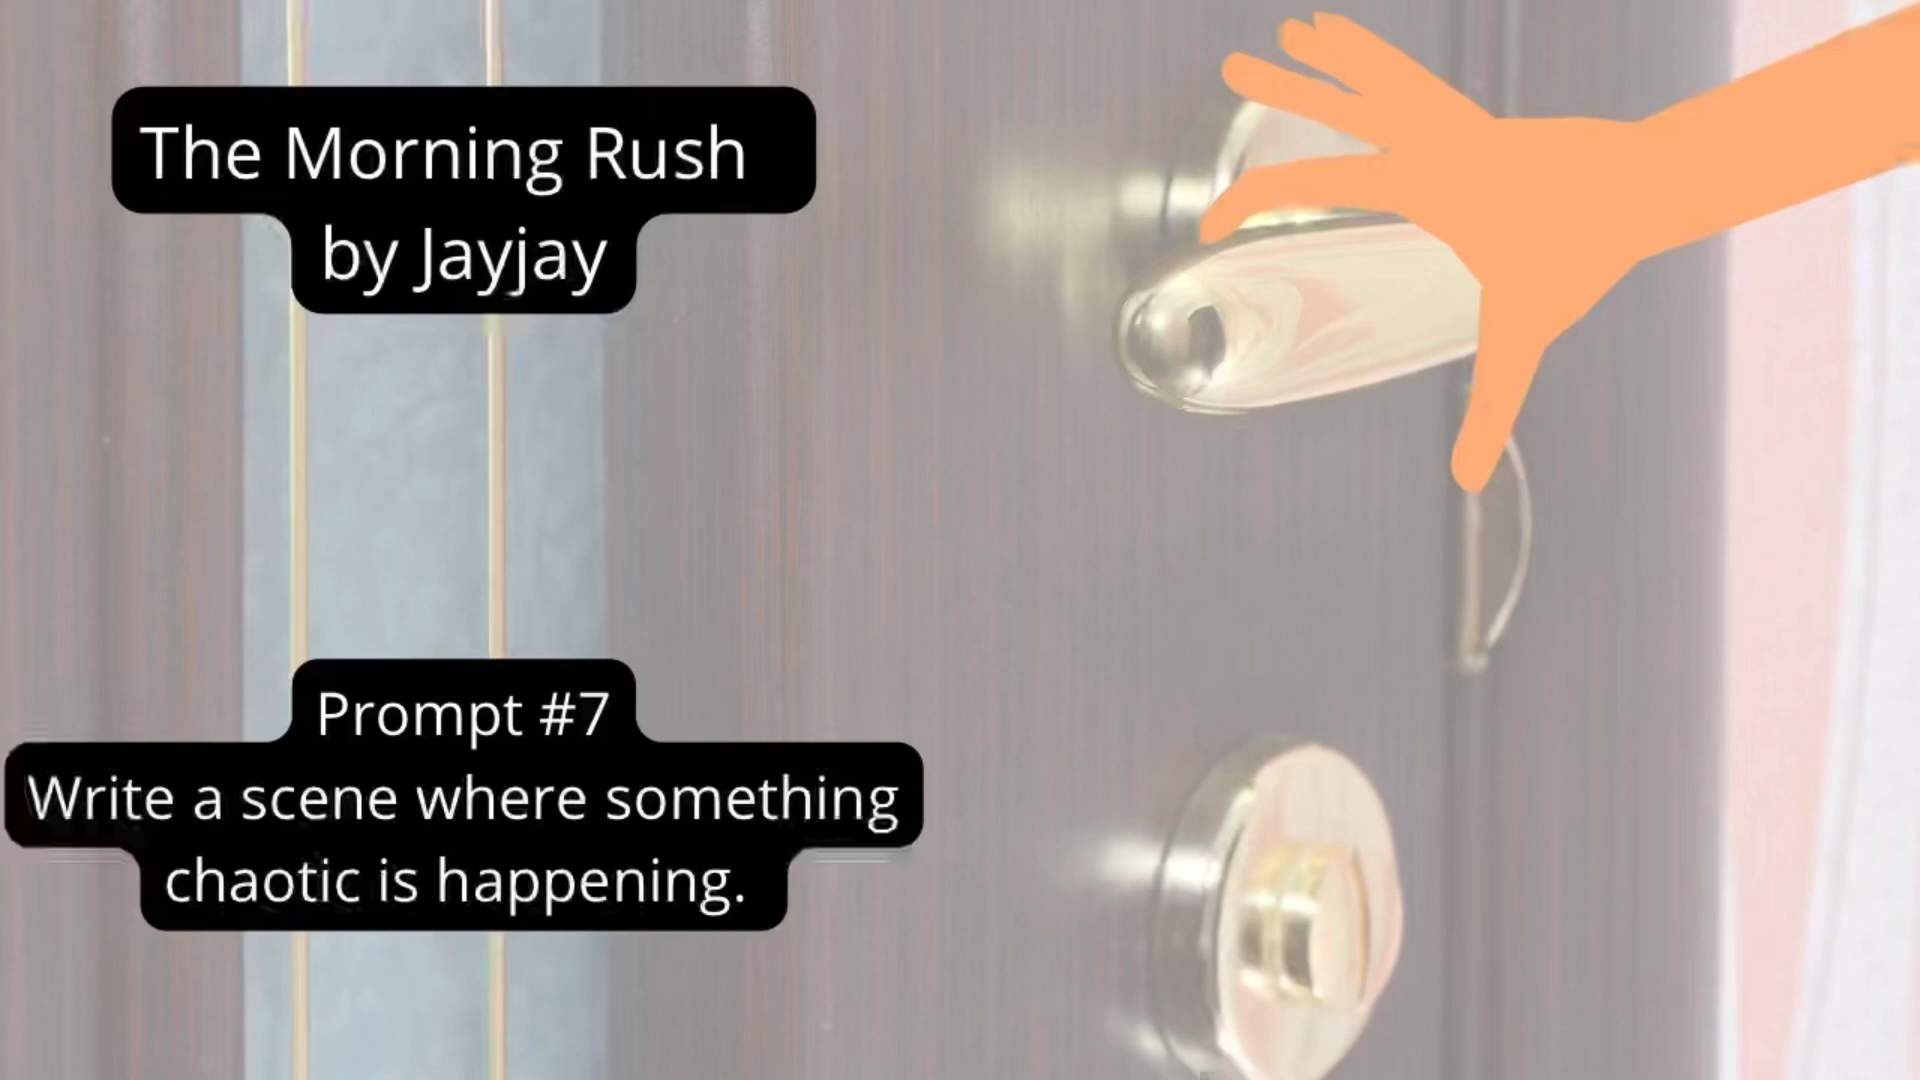 The Morning Rush
by Jayjay
Prompt #7
Write a scene where something
chaotic is happening.